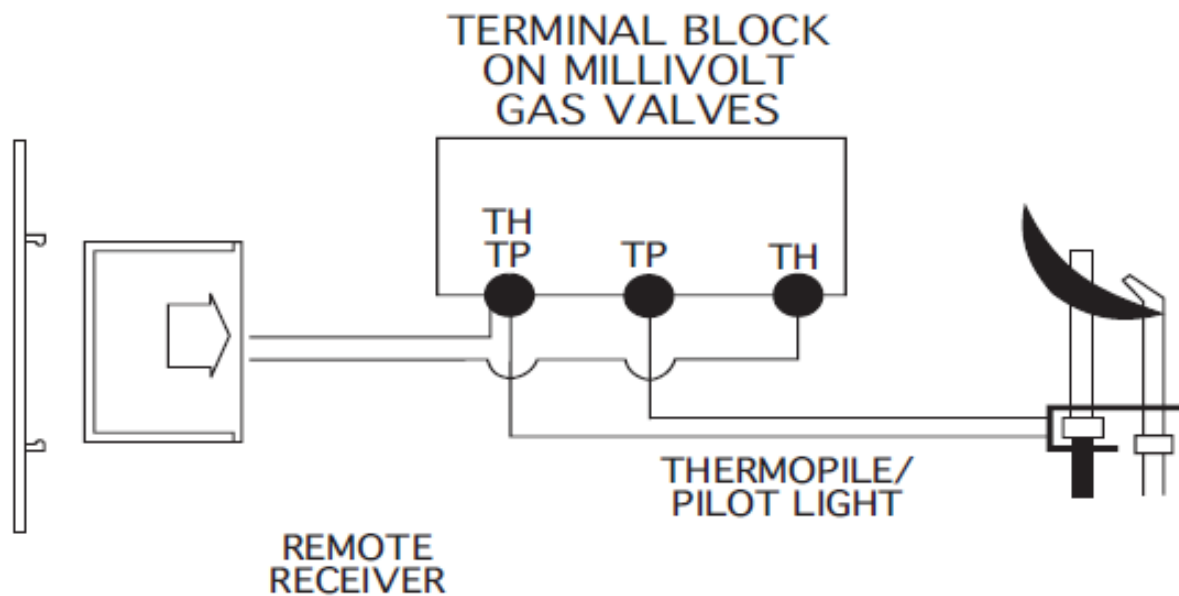 TERMINAL BLOCK
ON MILLIVOLT
GAS VALVES
TH
TP
TP
TH
THERMOPILE/
PILOT LIGHT
REMOTE
RECEIVER